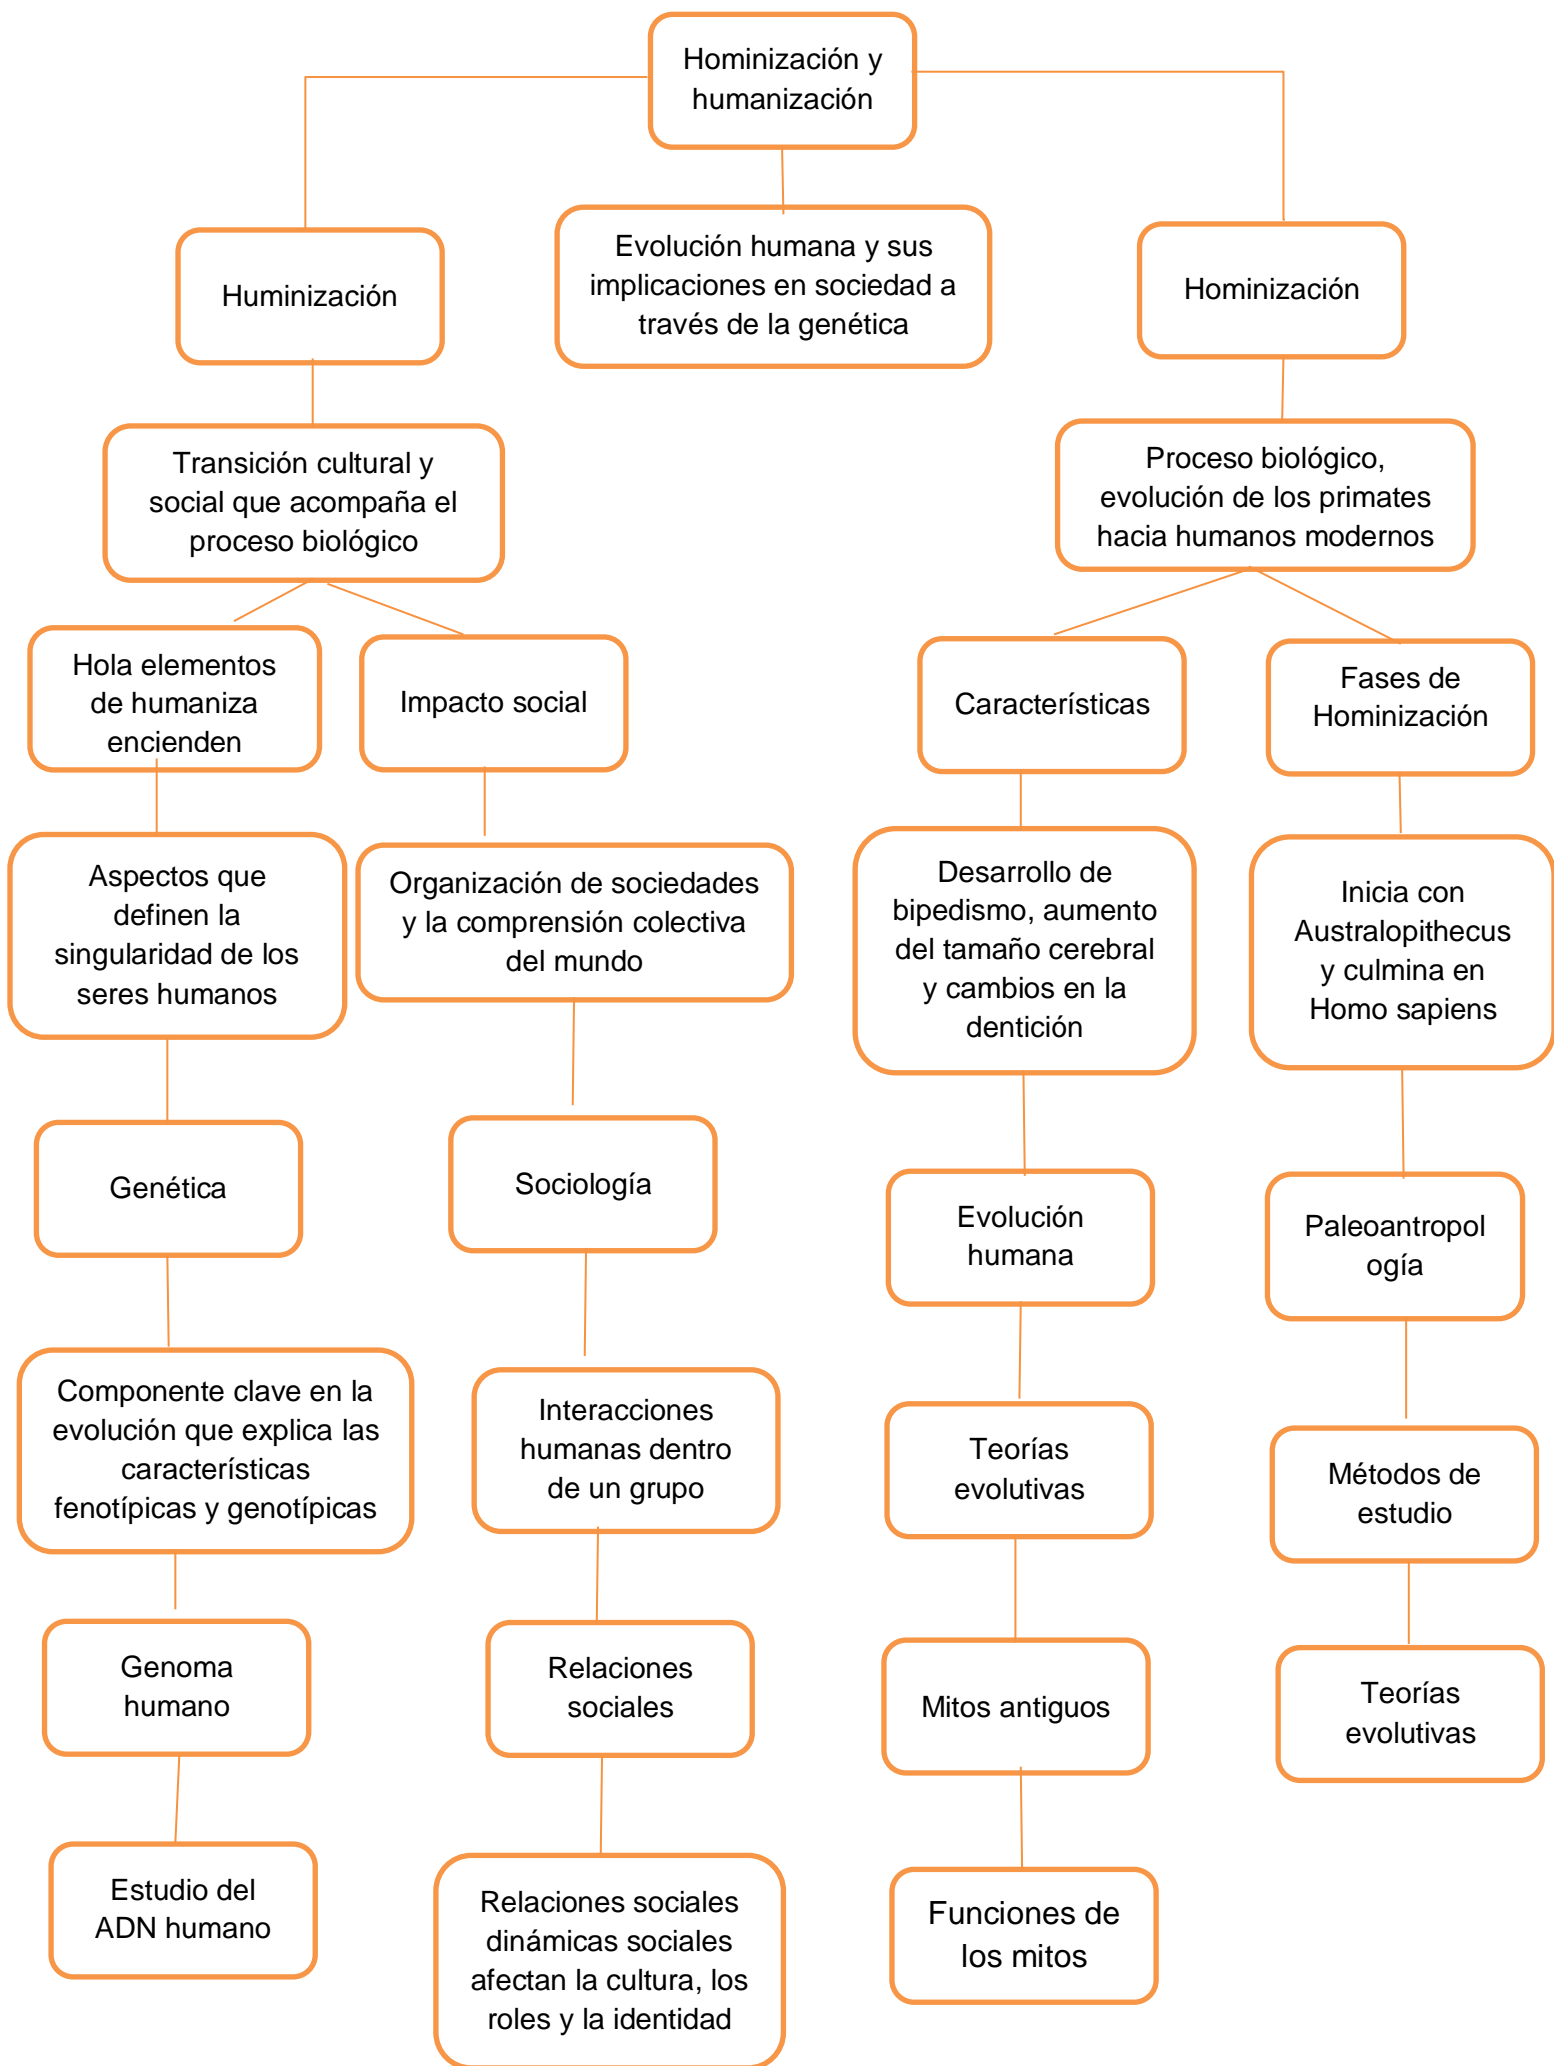 Hominización y
humanización
Evolución humana y sus
implicaciones en sociedad a
través de la genética
Huminización
Hominización
Transición cultural y
social que acompaña el
proceso biológico
Proceso biológico,
evolución de los primates
hacia humanos modernos
Hola elementos
de humaniza
encienden
Impacto social
Características
Fases de
Hominización
Aspectos que
definen la
singularidad de los
seres humanos
Organización de sociedades
y la comprensión colectiva
del mundo
Desarrollo de
bipedismo, aumento
del tamaño cerebral
y cambios en la
dentición
Inicia con
Australopithecus
y culmina en
Homo sapiens
Genética
Sociología
Evolución
humana
Paleoantropol
ogía
Componente clave en la
evolución que explica las
características
fenotípicas y genotípicas
Interacciones
humanas dentro
de un grupo
Teorías
evolutivas
Métodos de
estudio
Genoma
humano
Relaciones
sociales
Mitos antiguos
Teorías
evolutivas
Estudio del
ADN humano
Relaciones sociales
dinámicas sociales
afectan la cultura, los
roles y la identidad
Funciones de
los mitos